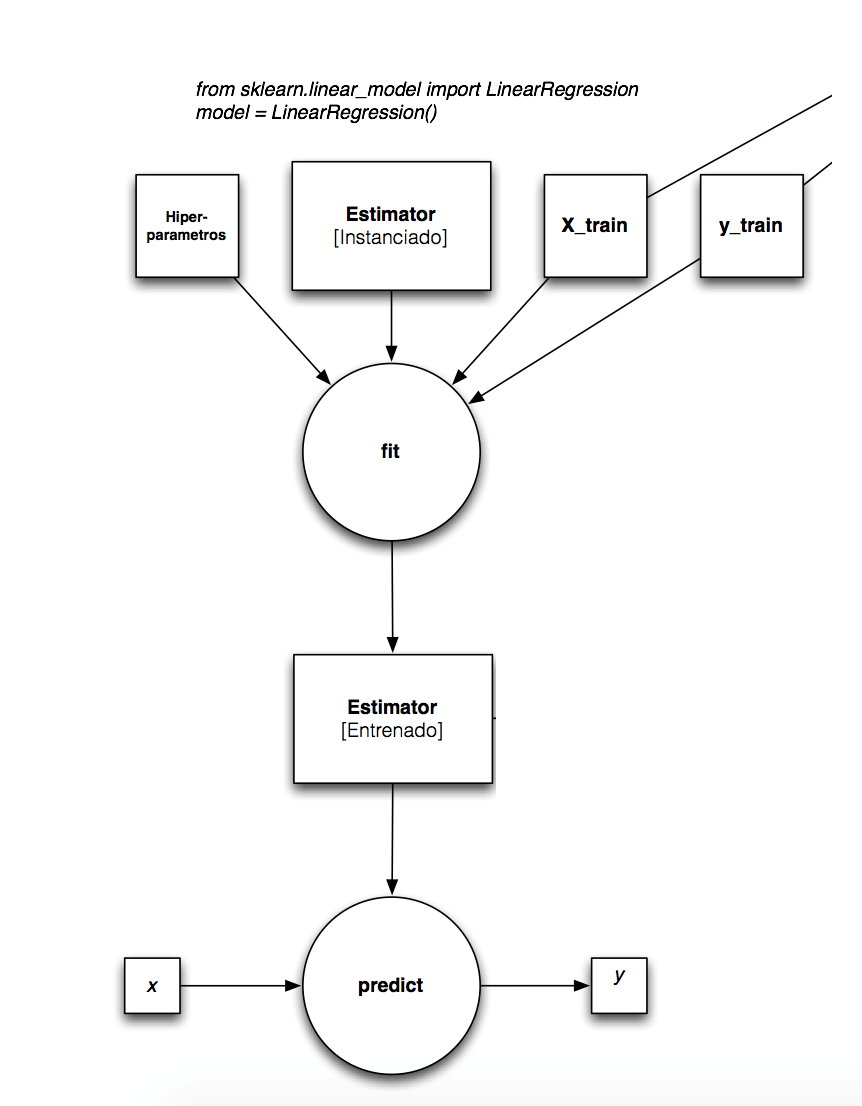 from sklearn.linear_model import LinearRegression
model = LinearRegression()
Hiper-
parametros
Estimator
[Instanciado]
X_train
y_train
fit
Estimator
[Entrenado]
x
predict
y